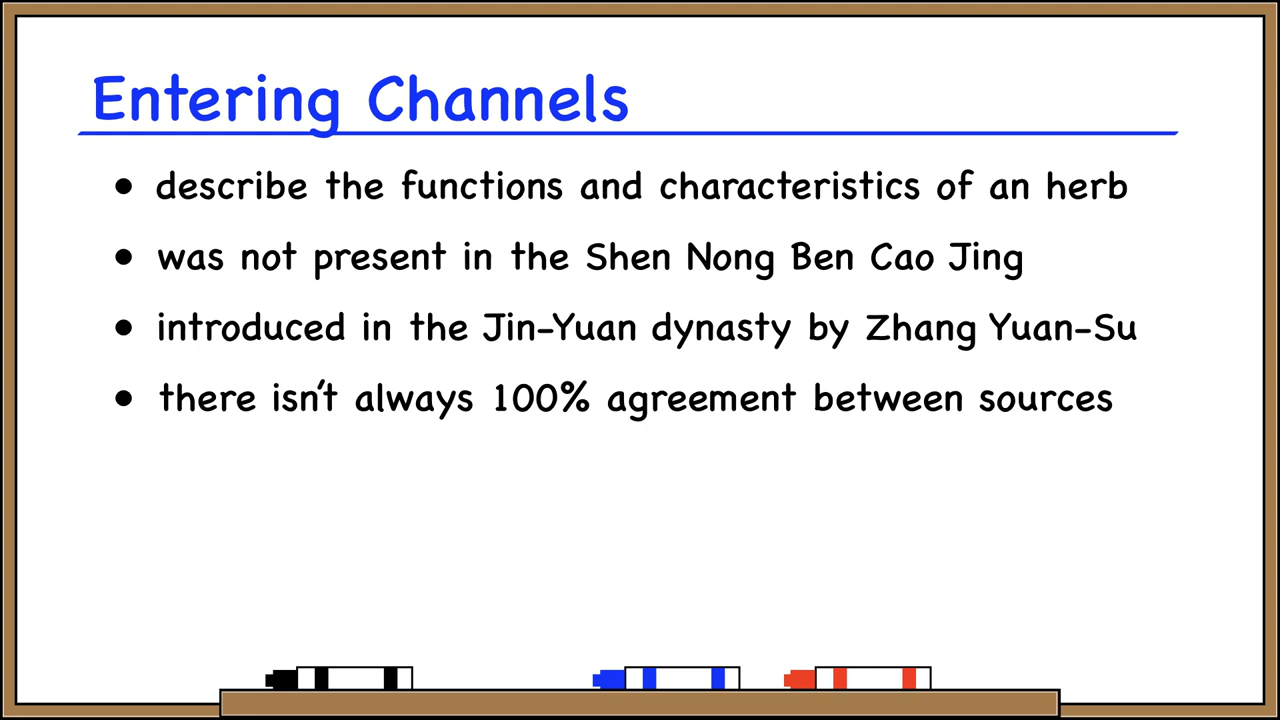 Entering Channels
• describe the functions and characteristics of an herb
• was not present in the Shen Nong Ben Cao Jing
• introduced in the Jin-Yuan dynasty by Zhang Yuan-Su
• there isn't always 100% agreement between sources